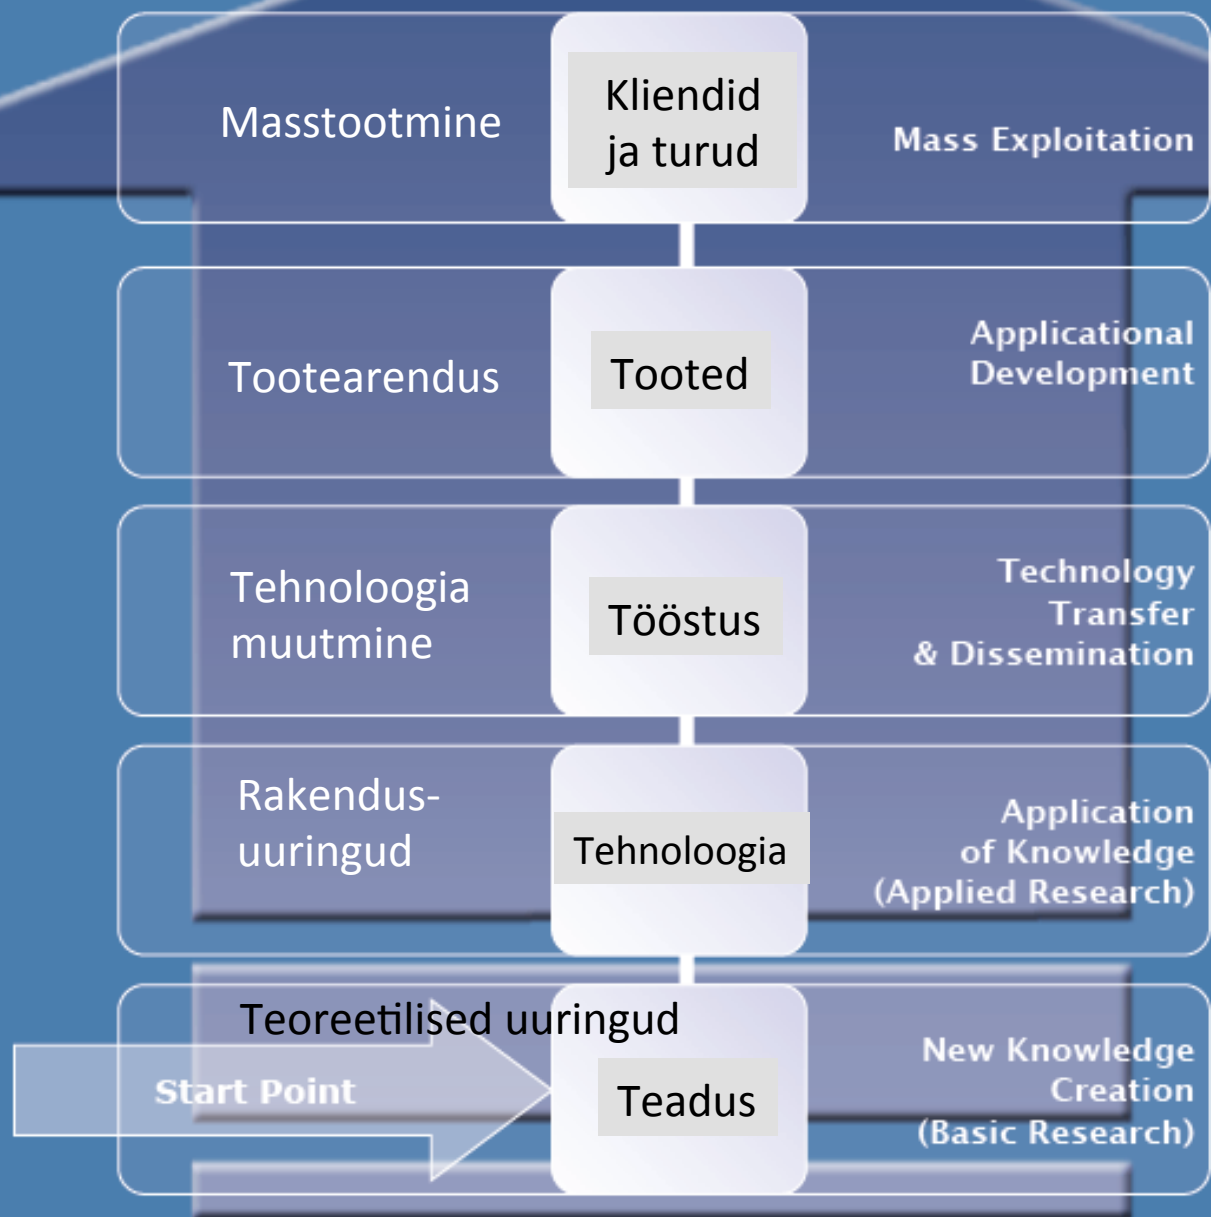 Masstootmine
Kliendid
ja turud
Mass Exploitation
Tootearendus
Tooted
Applicational
Development
Tehnoloogia
muutmine
Tööstus
Technology
Transfer
& Dissemination
Rakendus-
uuringud
Tehnoloogia
Application
of Knowledge
(Applied Research)
Teoreetilised uuringud
Start Point
Teadus
New Knowledge
Creation
(Basic Research)